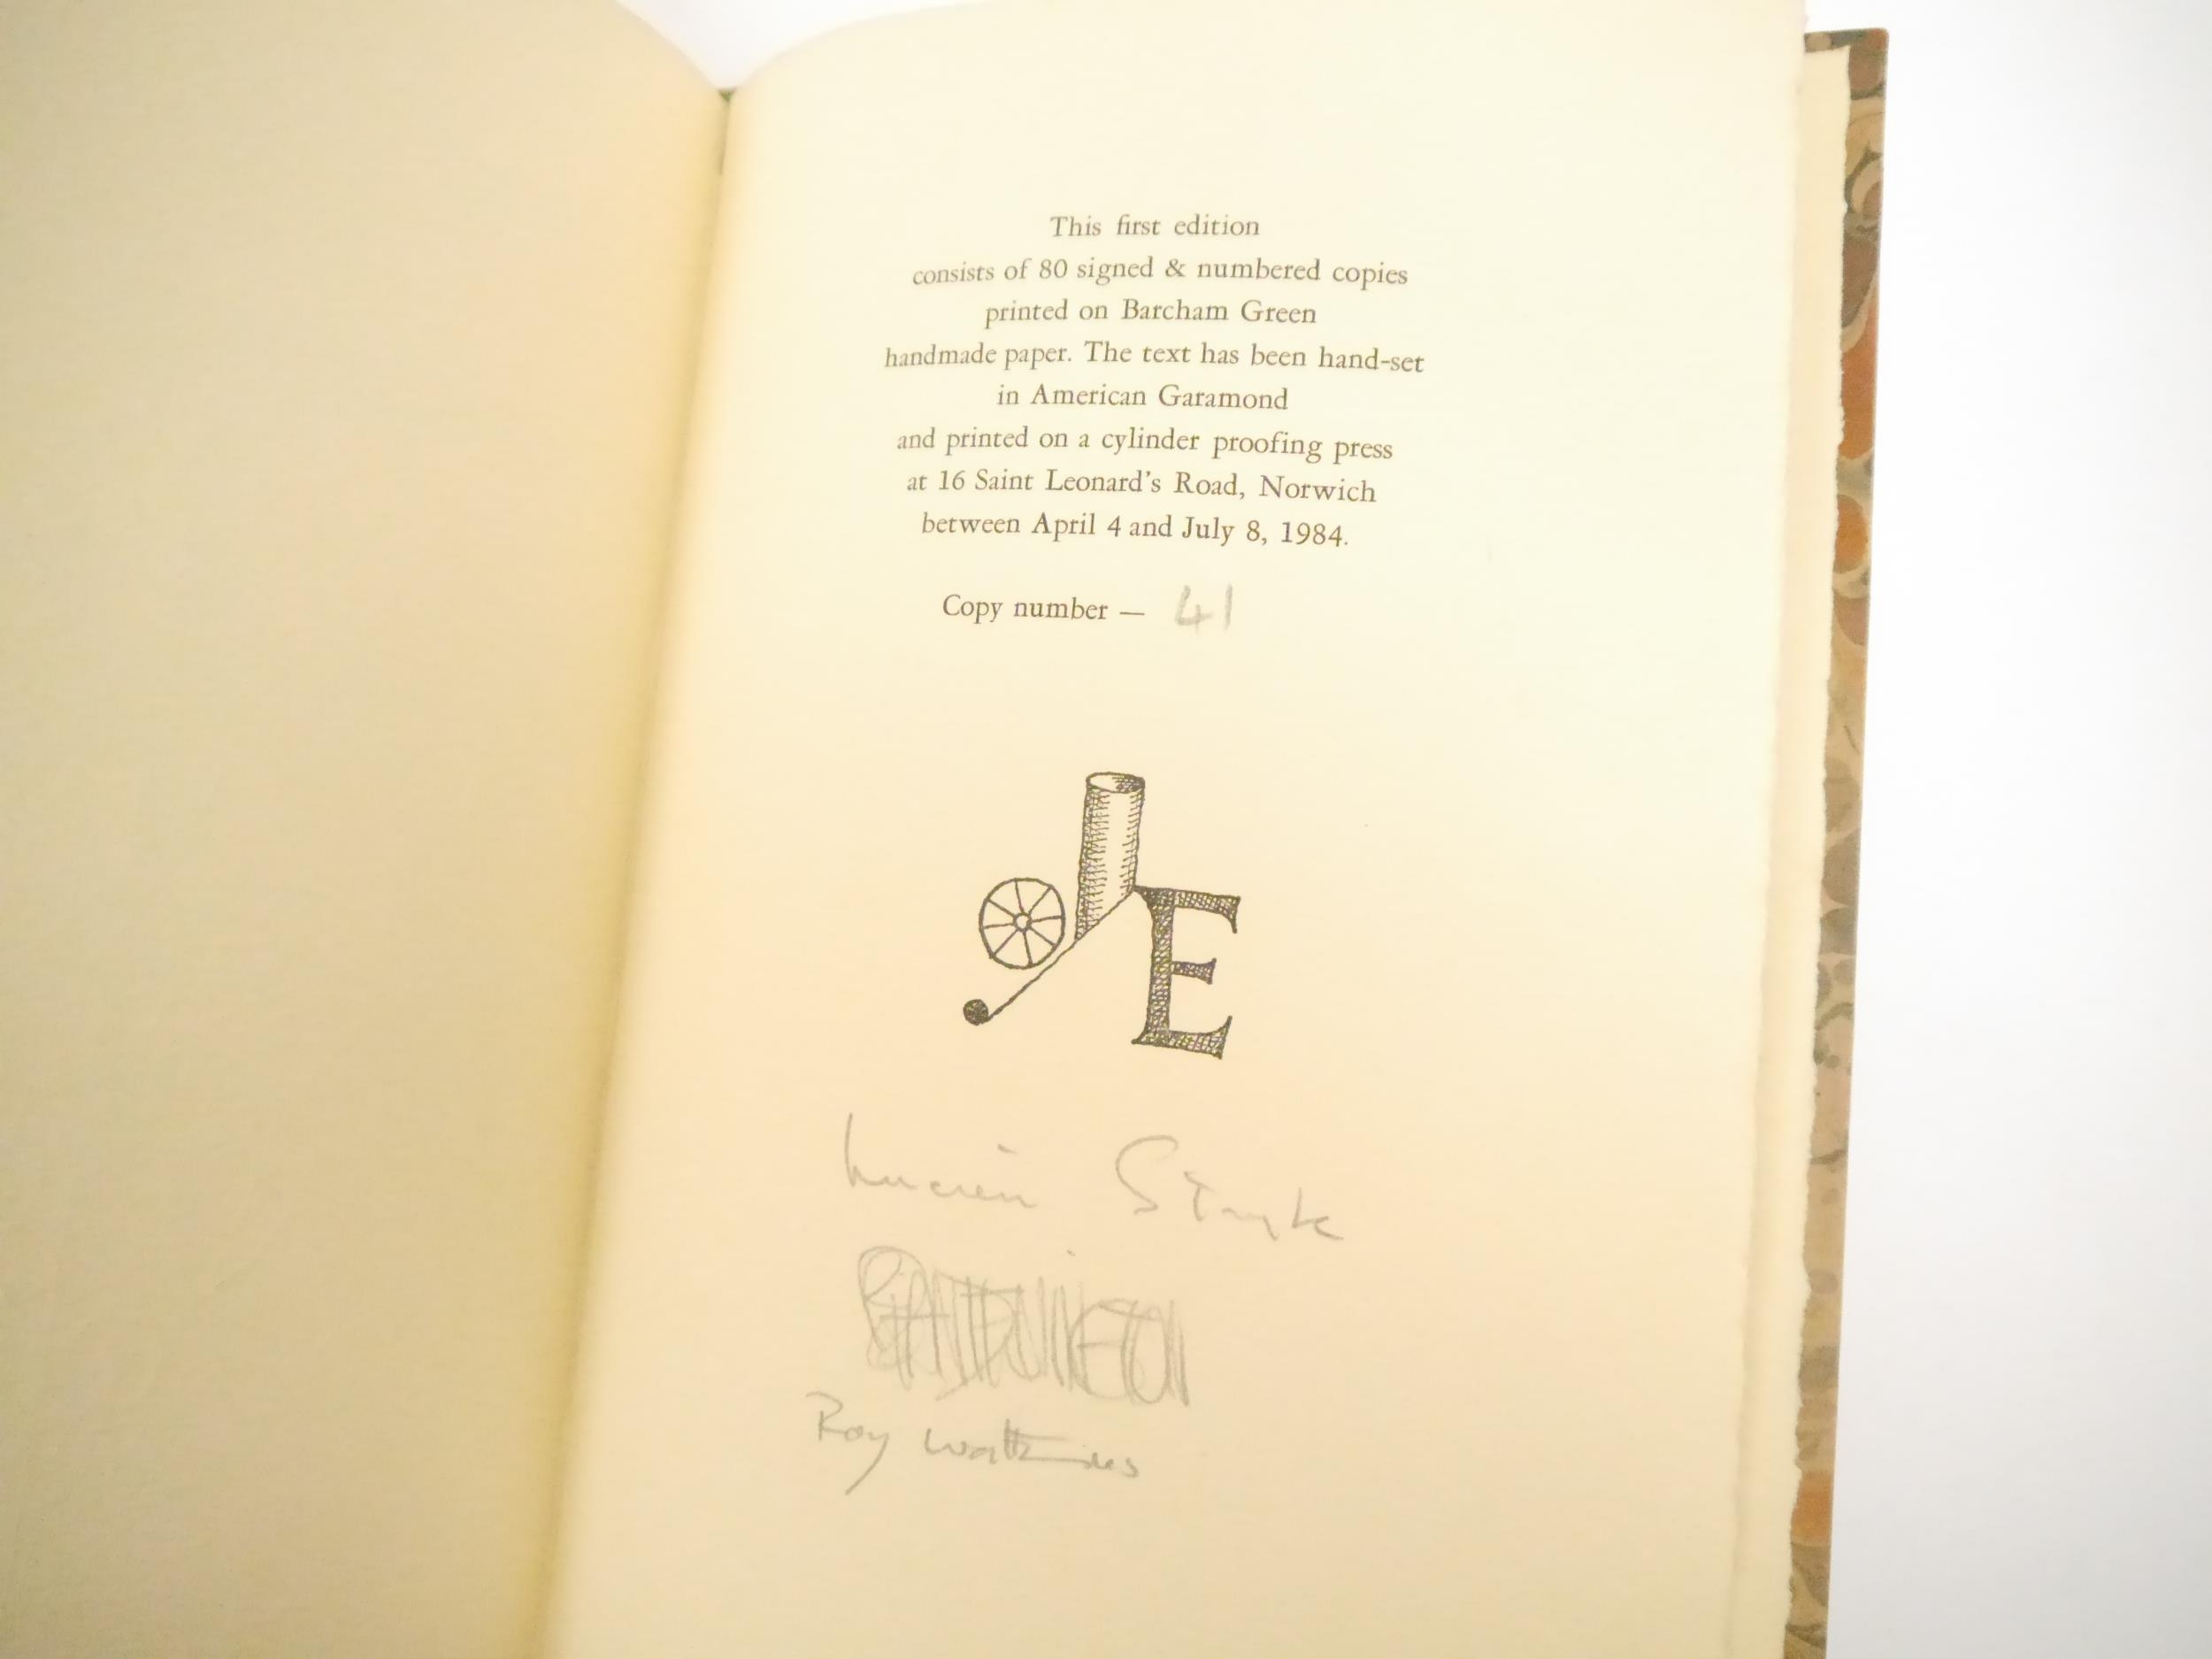 This first edition
consists of 80 signed & numbered copies
printed on Barcham Green
handmade paper. The text has been hand-set
in American Garamond
and printed on a cylinder proofing press
at 16 Saint Leonard's Road, Norwich
between April 4 and July 8, 1984.
Copy number — 41
E
Lucien Stryk
Roy Watkins